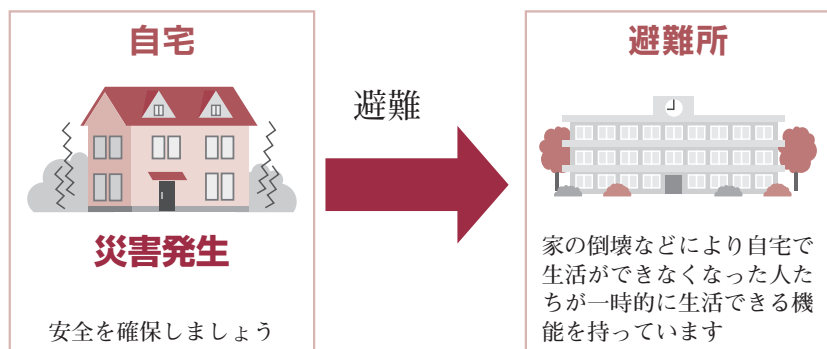 自宅
災害発生
安全を確保しましょう
避難
避難所
家の倒壊などにより自宅で
生活ができなくなった人た
ちが一時的に生活できる機
能を持っています